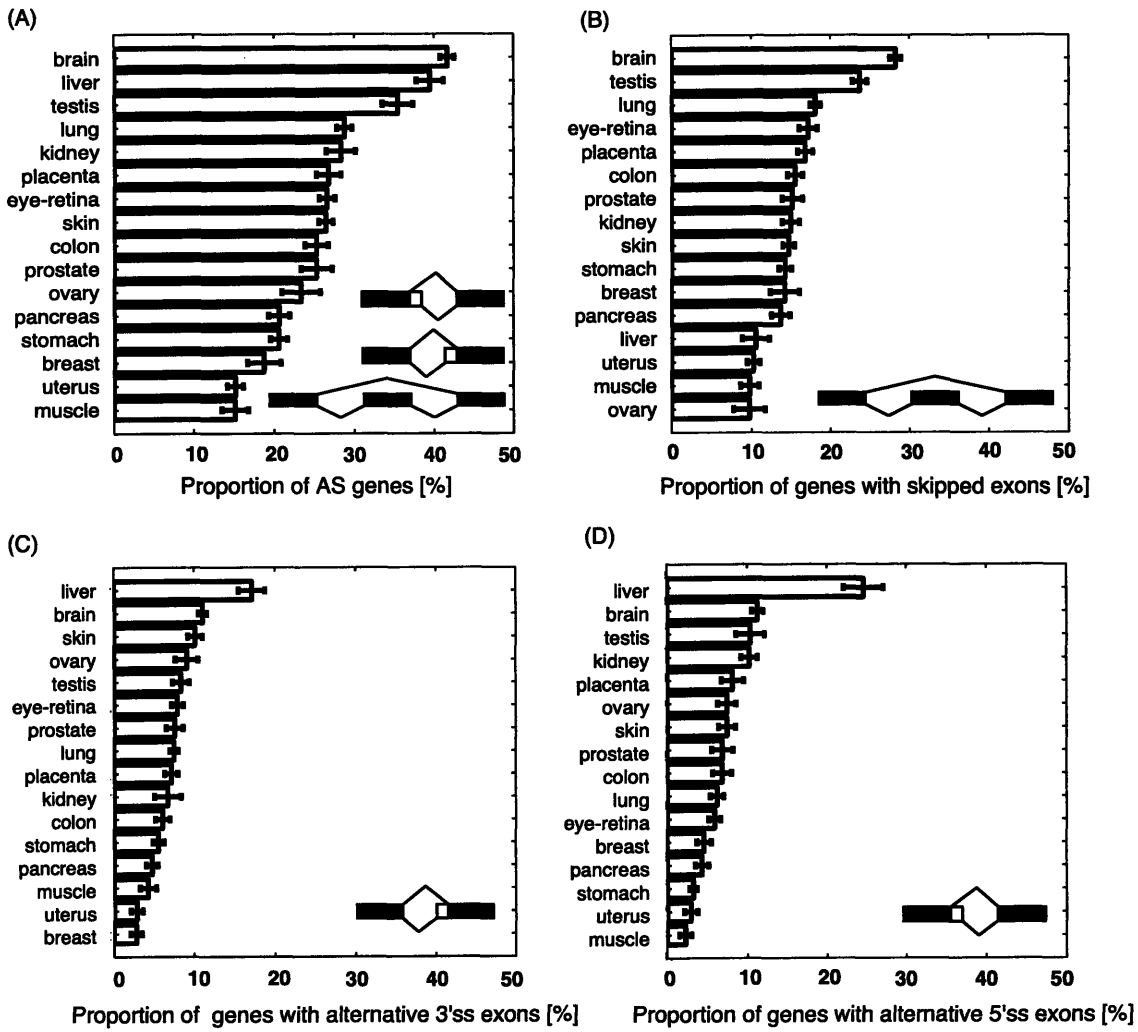 (A)
brain
liver
testis
lung
kidney
placenta
eye-retina
skin
colon
prostate
ovary
pancreas
stomach
breast
uterus
muscle
0 10 20 30 40 50
Proportion of AS genes [%]
(B)
brain
testis
lung
eye-retina
placenta
colon
prostate
kidney
skin
stomach
breast
pancreas
liver
uterus
muscle
ovary
0 10 20 30 40 50
Proportion of genes with skipped exons [%]
(C)
liver
brain
skin
ovary
testis
eye-retina
prostate
lung
placenta
kidney
colon
stomach
pancreas
muscle
uterus
breast
0 10 20 30 40 50
Proportion of genes with alternative 3'ss exons [%]
(D)
liver
brain
testis
kidney
placenta
ovary
skin
prostate
colon
lung
eye-retina
breast
pancreas
stomach
uterus
muscle
0 10 20 30 40 50
Proportion of genes with alternative 5'ss exons [%]